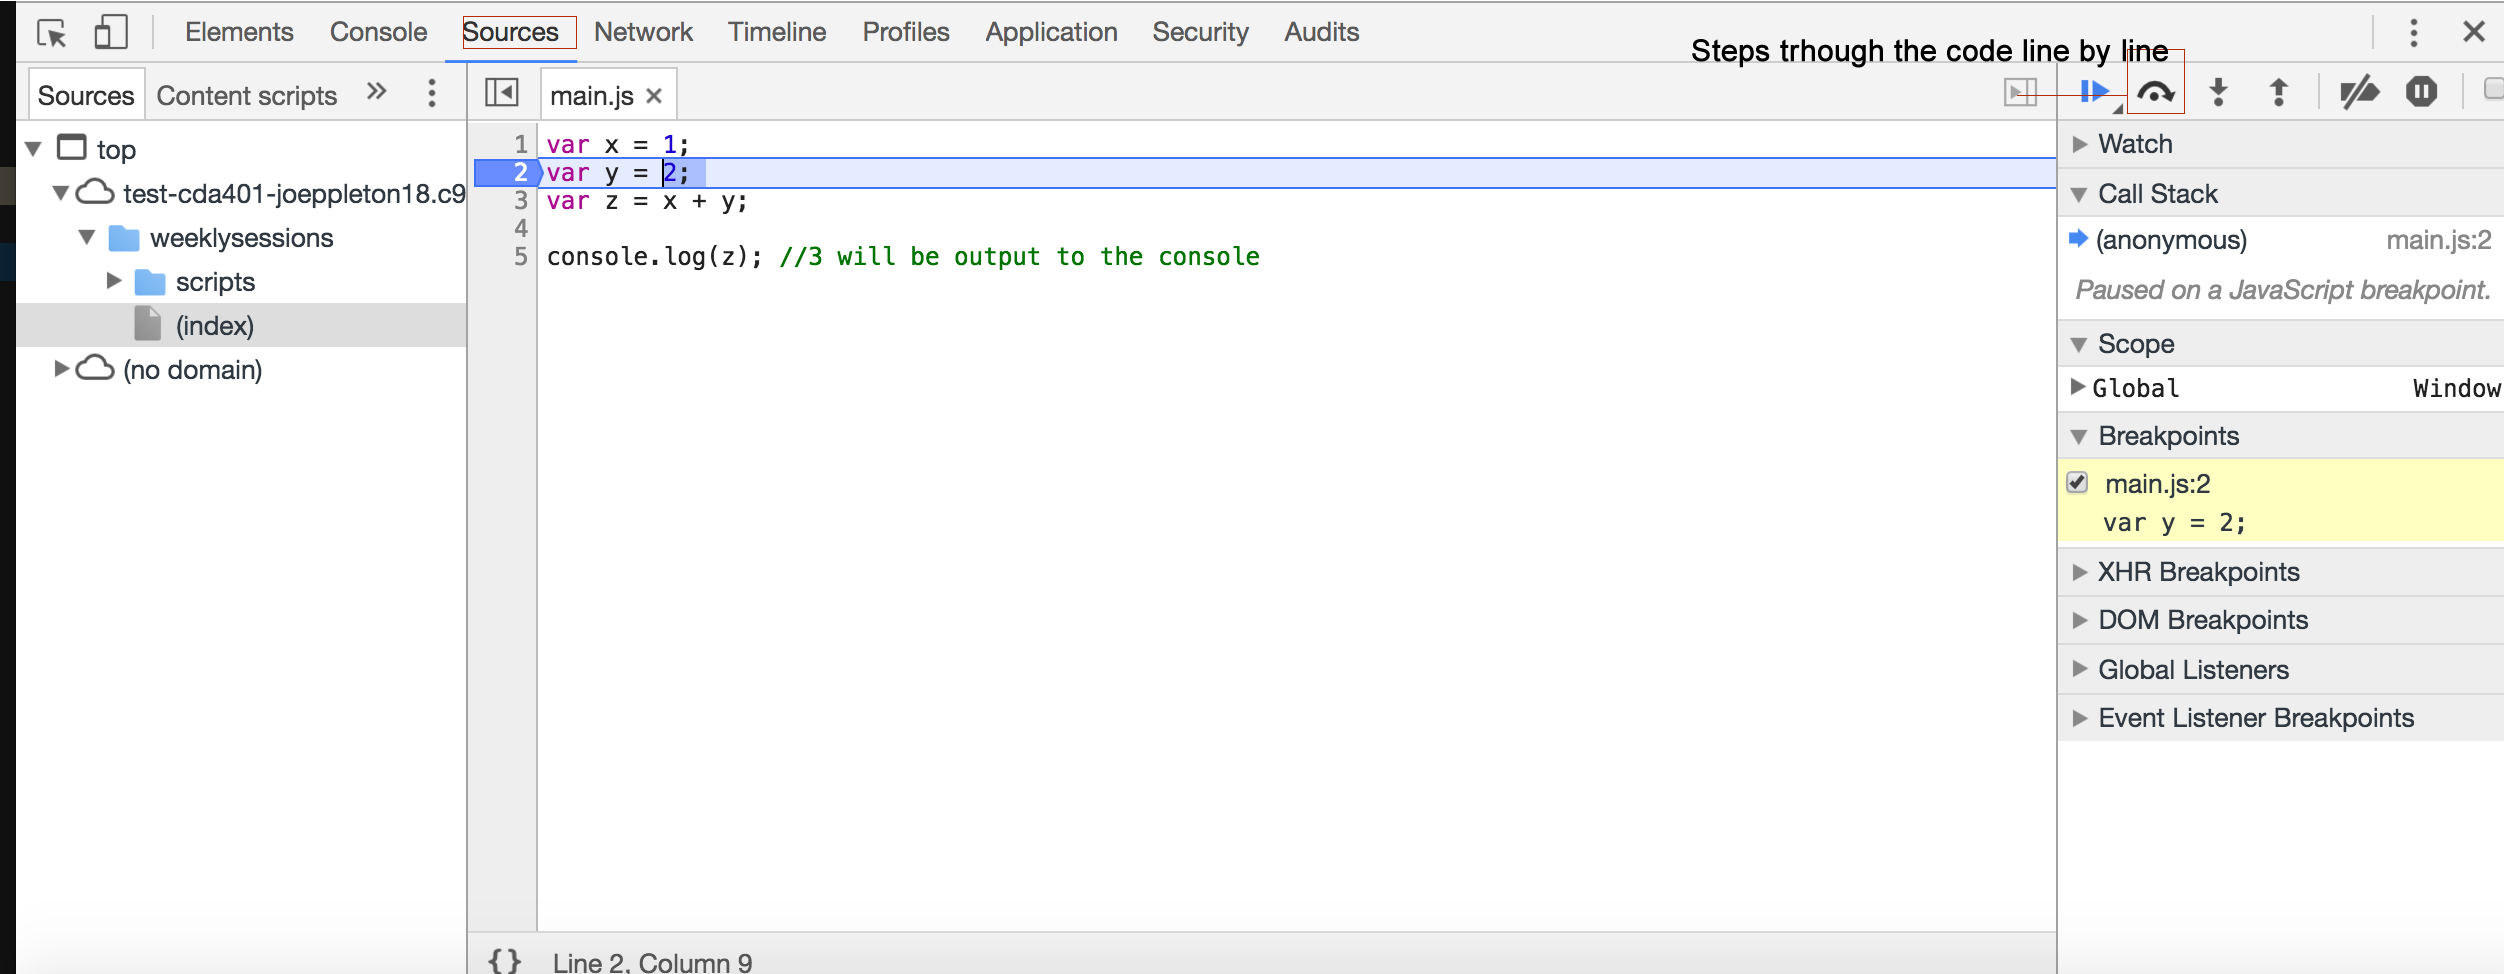 Elements Console Sources Network Timeline Profiles Application Security Audits
Steps trhough the code line by line
Sources Content scripts »
main.js ×
top
test-cda401-joeppleton18.c9
weeklysessions
scripts
(index)
(no domain)
1 var x = 1;
2 var y = 2;
3 var z = x + y;
4
5 console.log(z); //3 will be output to the console
{} Line 2, Column 9
Watch
Call Stack
(anonymous) main.js:2
Paused on a JavaScript breakpoint.
Scope
Global Window
Breakpoints
main.js:2
var y = 2;
XHR Breakpoints
DOM Breakpoints
Global Listeners
Event Listener Breakpoints